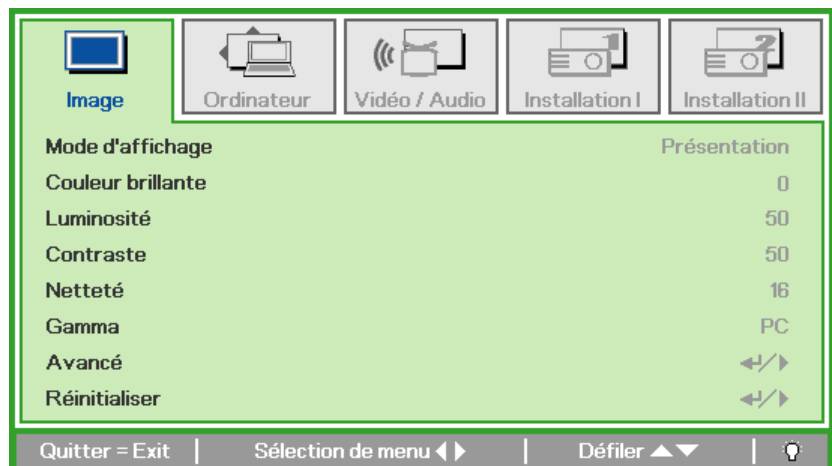 Image Ordinateur Vidéo / Audio Installation I Installation II
Mode d'affichage Présentation
Couleur brillante 0
Luminosité 50
Contraste 50
Netteté 16
Gamma PC
Avancé ↵/▶
Réinitialiser ↵/▶
Quitter = Exit | Sélection de menu ◀▶ | Défiler ▲▼ |